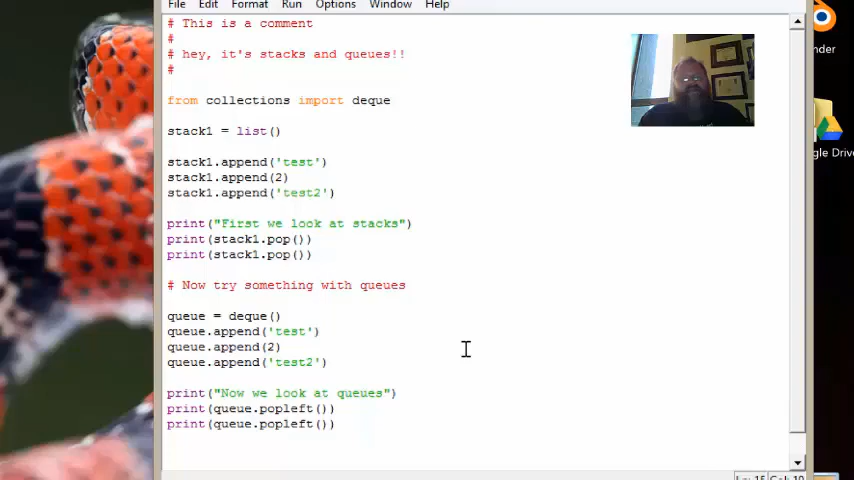 File Edit Format Run Options Window Help
# This is a comment
#
# hey, it's stacks and queues!!
#
from collections import deque
stack1 = list()
stack1.append('test')
stack1.append(2)
stack1.append('test2')
print("First we look at stacks")
print(stack1.pop())
print(stack1.pop())
# Now try something with queues
queue = deque()
queue.append('test')
queue.append(2)
queue.append('test2')
print("Now we look at queues")
print(queue.popleft())
print(queue.popleft())
nder
gle Drive